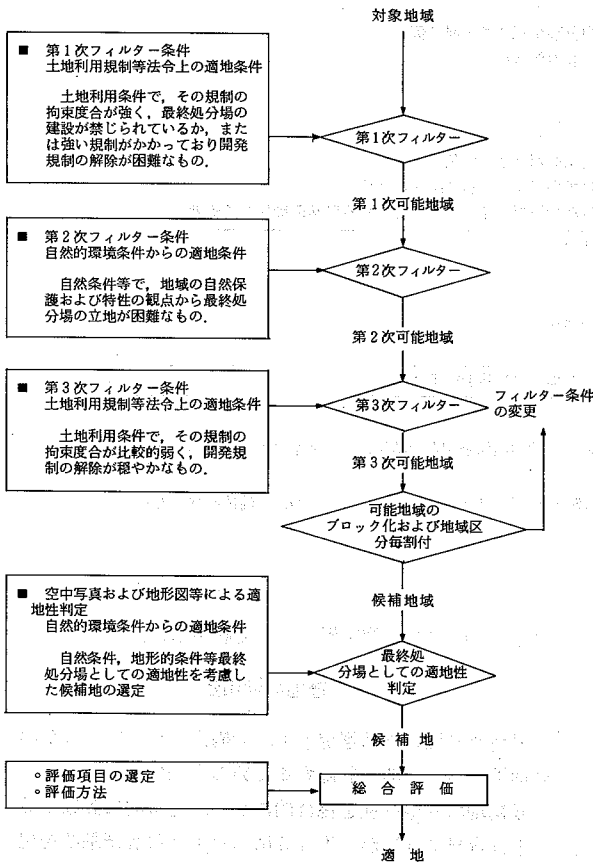 対象地域
■ 第1次フィルター条件
土地利用規制等法令上の適地条件
土地利用条件で，その規制の
拘束度合が強く，最終処分場の
建設が禁じられているか，また
は強い規制がかかっており開発
規制の解除が困難なもの．
第1次フィルター
第1次可能地域
■ 第2次フィルター条件
自然的環境条件からの適地条件
自然条件等で，地域の自然保
護および特性の観点から最終処
分場の立地が困難なもの．
第2次フィルター
第2次可能地域
■ 第3次フィルター条件
土地利用規制等法令上の適地条件
土地利用条件で，その規制の
拘束度合が比較的弱く，開発規
制の解除が穏やかなもの．
第3次フィルター
フィルター条件
の変更
第3次可能地域
可能地域の
ブロック化および地域区
分毎割付
候補地域
■ 空中写真および地形図等による適
地性判定
自然的環境条件からの適地条件
自然条件，地形的条件等最終
処分場としての適地性を考慮し
た候補地の選定
最終処
分場としての適地性
判定
候補地
○評価項目の選定
○評価方法
総合評価
適地